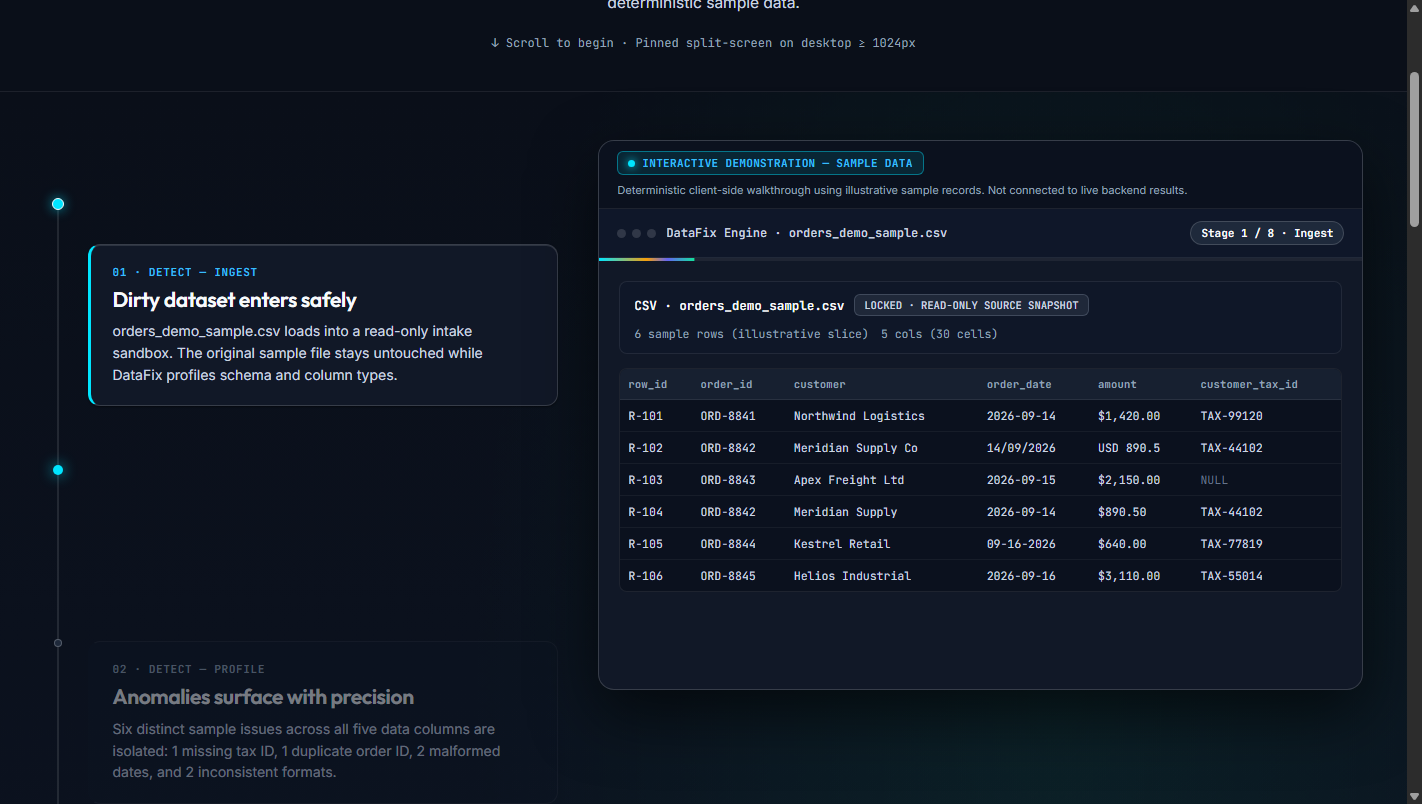 deterministic sample data.
↓ Scroll to begin · Pinned split-screen on desktop ≥ 1024px
01 · DETECT — INGEST
Dirty dataset enters safely
orders_demo_sample.csv loads into a read-only intake
sandbox. The original sample file stays untouched while
DataFix profiles schema and column types.
02 · DETECT — PROFILE
Anomalies surface with precision
Six distinct sample issues across all five data columns are
isolated: 1 missing tax ID, 1 duplicate order ID, 2 malformed
dates, and 2 inconsistent formats.
INTERACTIVE DEMONSTRATION — SAMPLE DATA
Deterministic client-side walkthrough using illustrative sample records. Not connected to live backend results.
DataFix Engine · orders_demo_sample.csv
Stage 1 / 8 · Ingest
CSV · orders_demo_sample.csv LOCKED · READ-ONLY SOURCE SNAPSHOT
6 sample rows (illustrative slice) 5 cols (30 cells)
row_id order_id customer order_date amount customer_tax_id
R-101 ORD-8841 Northwind Logistics 2026-09-14 $1,420.00 TAX-99120
R-102 ORD-8842 Meridian Supply Co 14/09/2026 USD 890.5 TAX-44102
R-103 ORD-8843 Apex Freight Ltd 2026-09-15 $2,150.00 NULL
R-104 ORD-8842 Meridian Supply 2026-09-14 $890.50 TAX-44102
R-105 ORD-8844 Kestrel Retail 09-16-2026 $640.00 TAX-77819
R-106 ORD-8845 Helios Industrial 2026-09-16 $3,110.00 TAX-55014